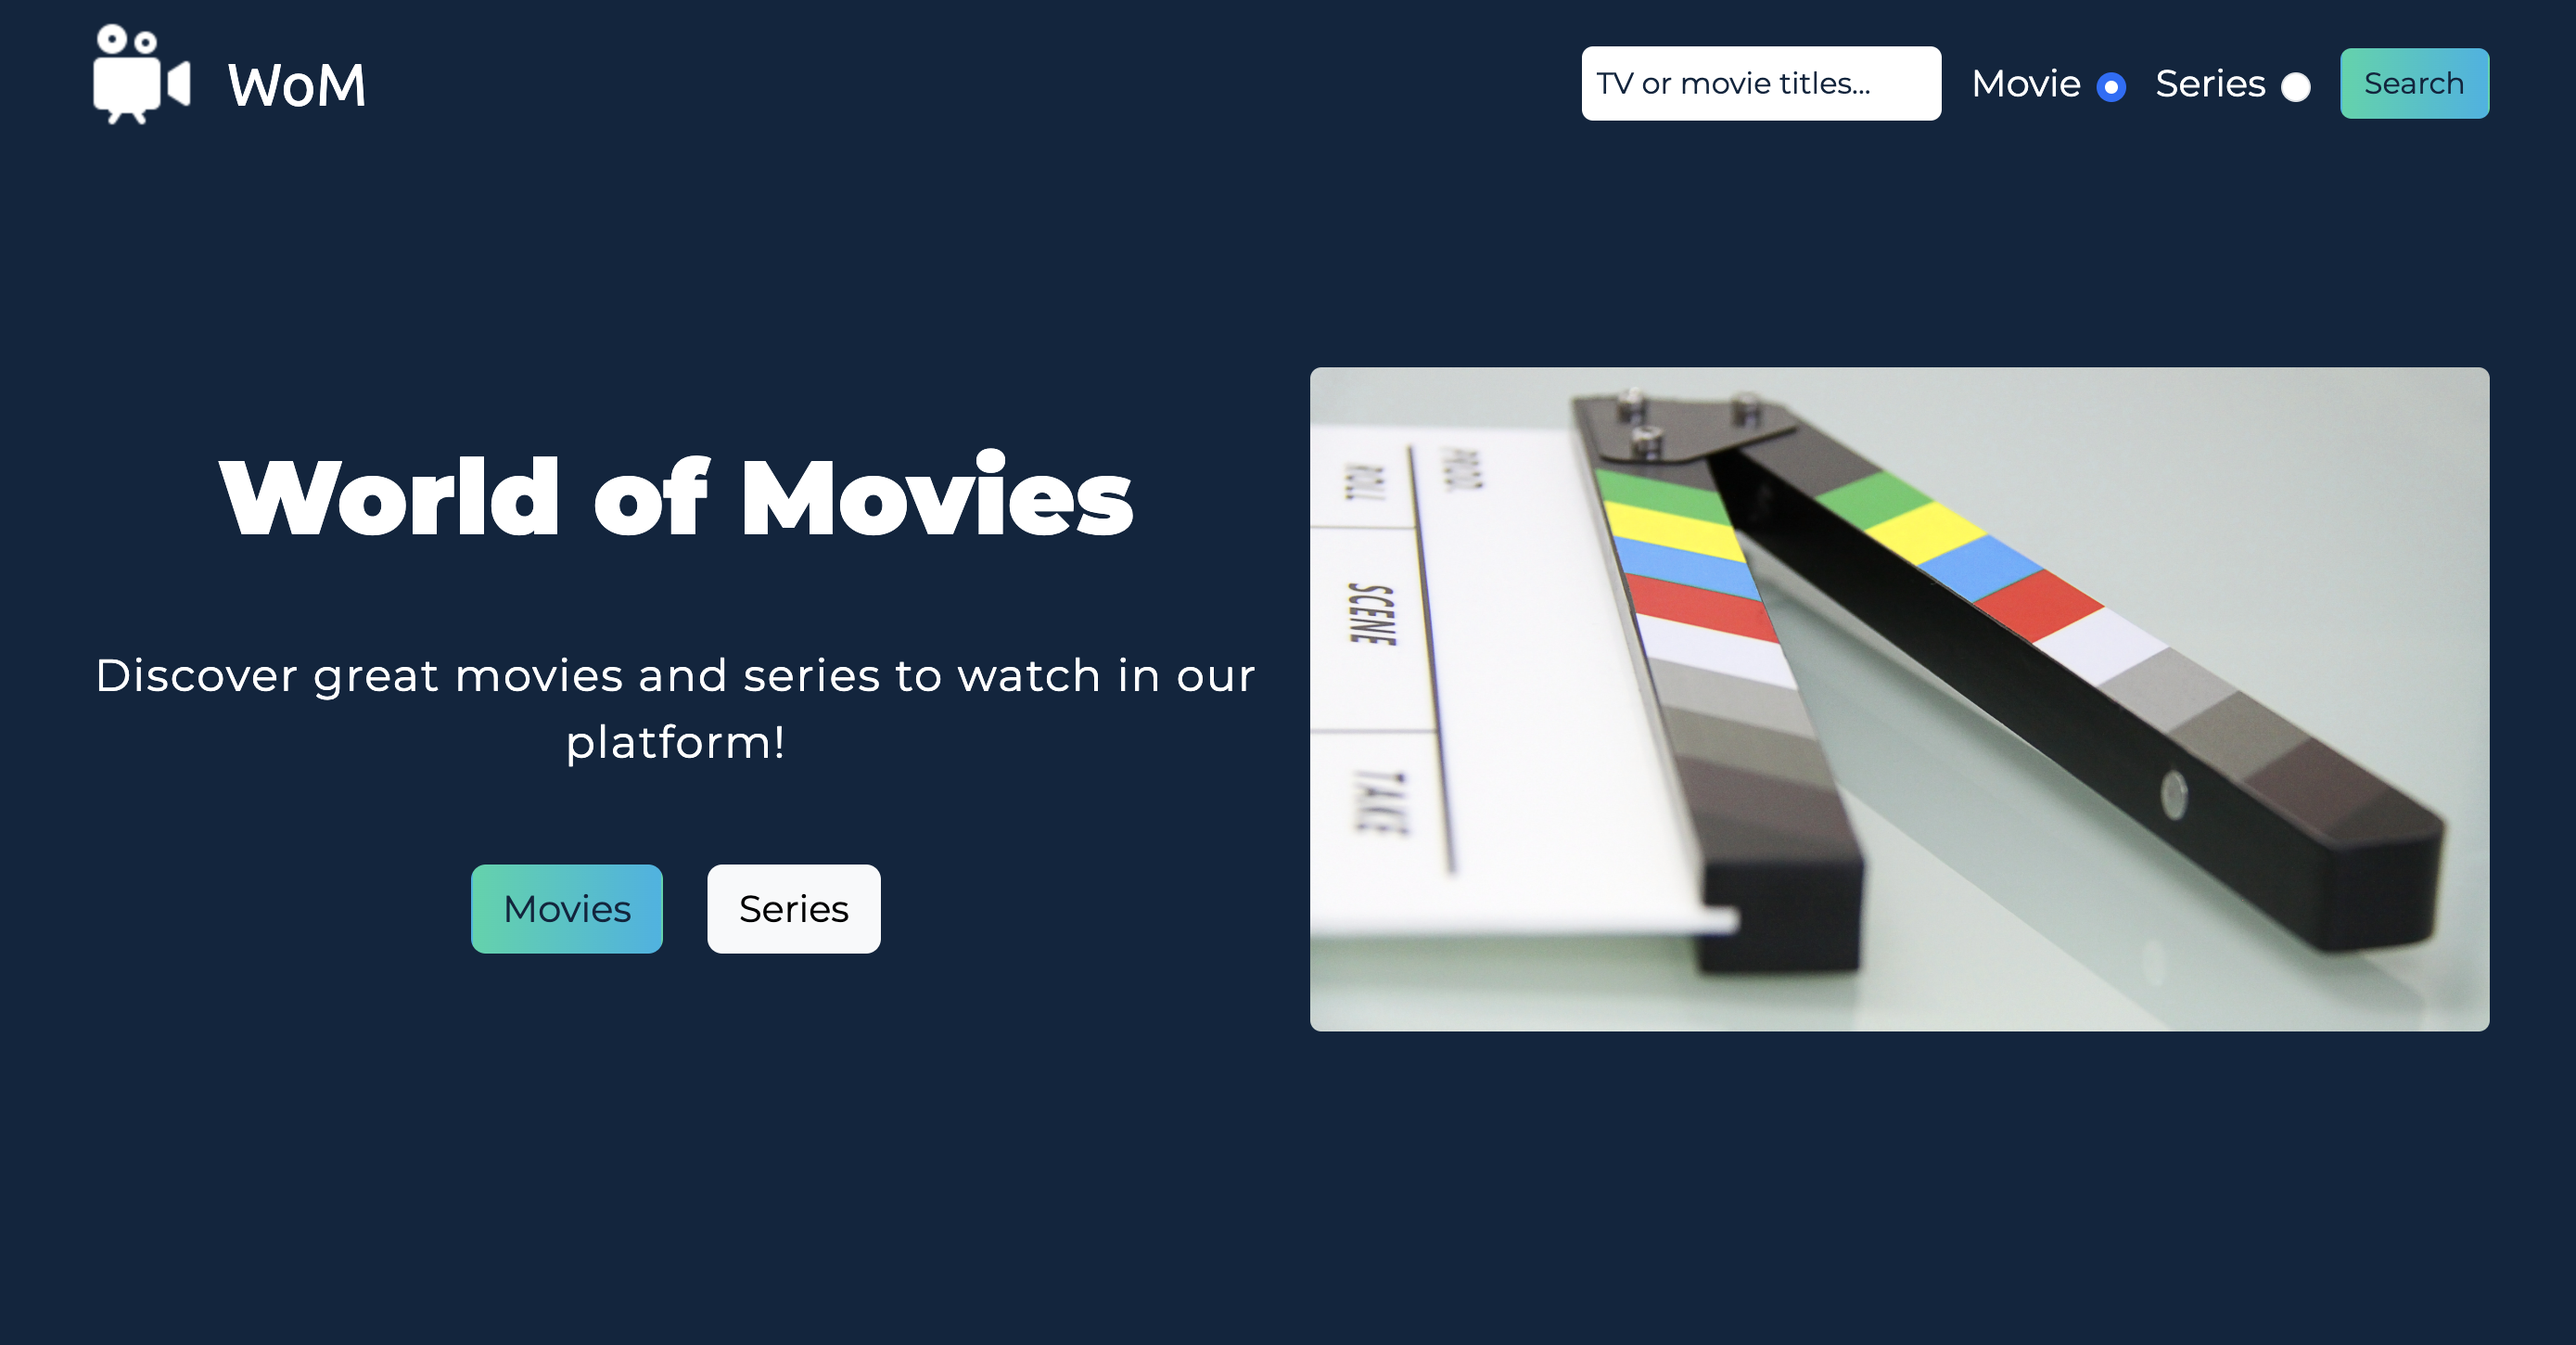 WoM
TV or movie titles...
Movie
Series
Search
World of Movies
Discover great movies and series to watch in our
platform!
Movies
Series
ROLL
PROD.
SCENE
TAKE